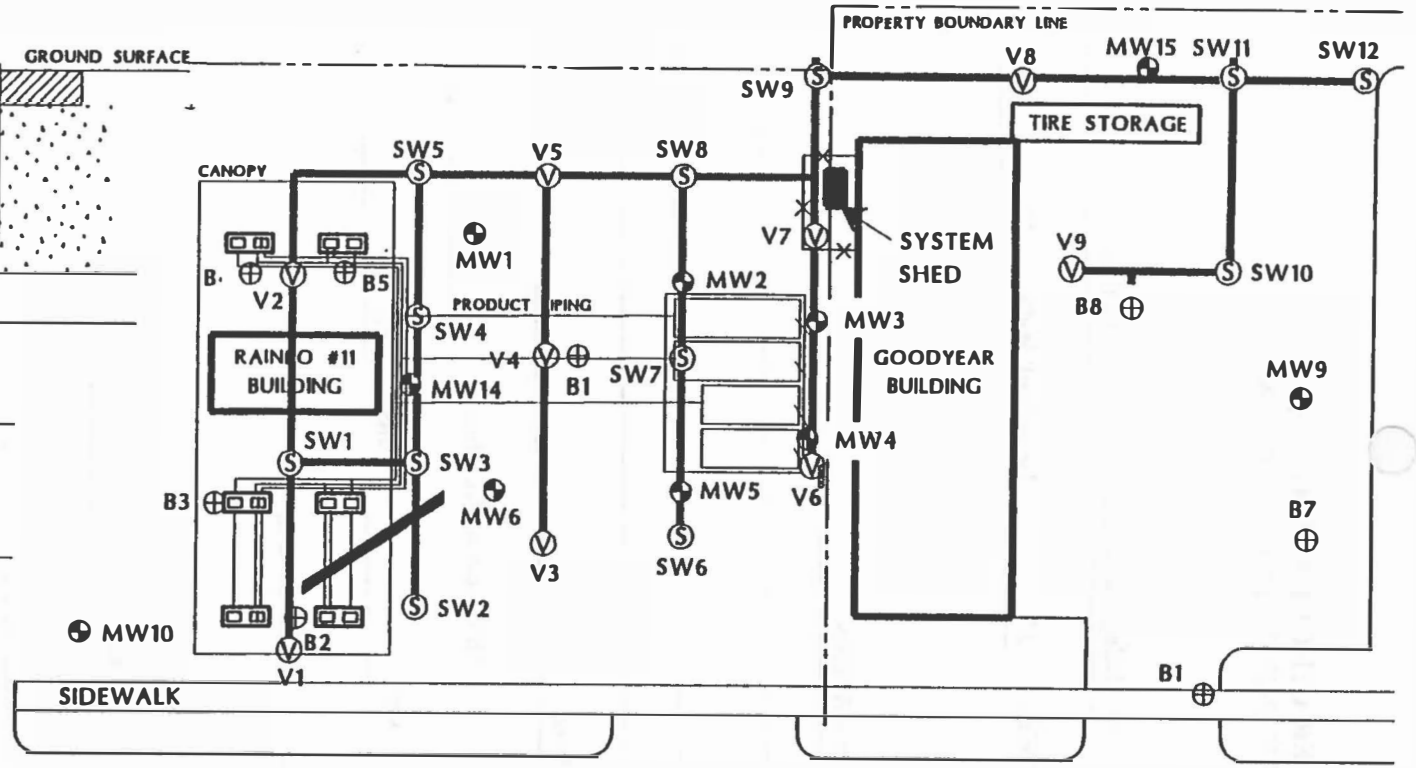 PROPERTY BOUNDARY LINE
GROUND SURFACE
V8
MW15
SW11
SW12
SW9
TIRE STORAGE
CANOPY
SW5
V5
SW8
MW1
V7
SYSTEM
SHED
V9
SW10
B
V2
B5
MW2
PRODUCT IPING
SW4
MW3
B8
RAINBO #11
BUILDING
V4
B1
SW7
GOODYEAR
BUILDING
MW14
MW9
SW1
SW3
MW4
B3
MW6
MW5
V6
B7
V3
SW6
SW2
MW10
B2
V1
B1
SIDEWALK
S
S
S
S
S
S
S
S
S
S
S
S
V
V
V
V
V
V
V
V
V